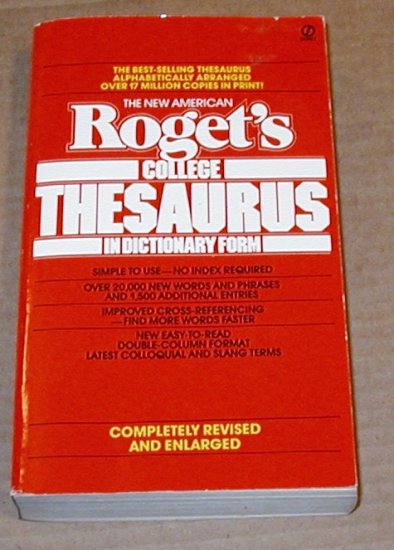 SIGNET
THE BEST-SELLING THESAURUS
ALPHABETICALLY ARRANGED
OVER 17 MILLION COPIES IN PRINT!
THE NEW AMERICAN
Roget's
COLLEGE
THESAURUS
IN DICTIONARY FORM
SIMPLE TO USE—NO INDEX REQUIRED
OVER 20,000 NEW WORDS AND PHRASES
AND 1,500 ADDITIONAL ENTRIES
IMPROVED CROSS-REFERENCING
—FIND MORE WORDS FASTER
NEW EASY-TO-READ
DOUBLE-COLUMN FORMAT
LATEST COLLOQUIAL AND SLANG TERMS
COMPLETELY REVISED
AND ENLARGED